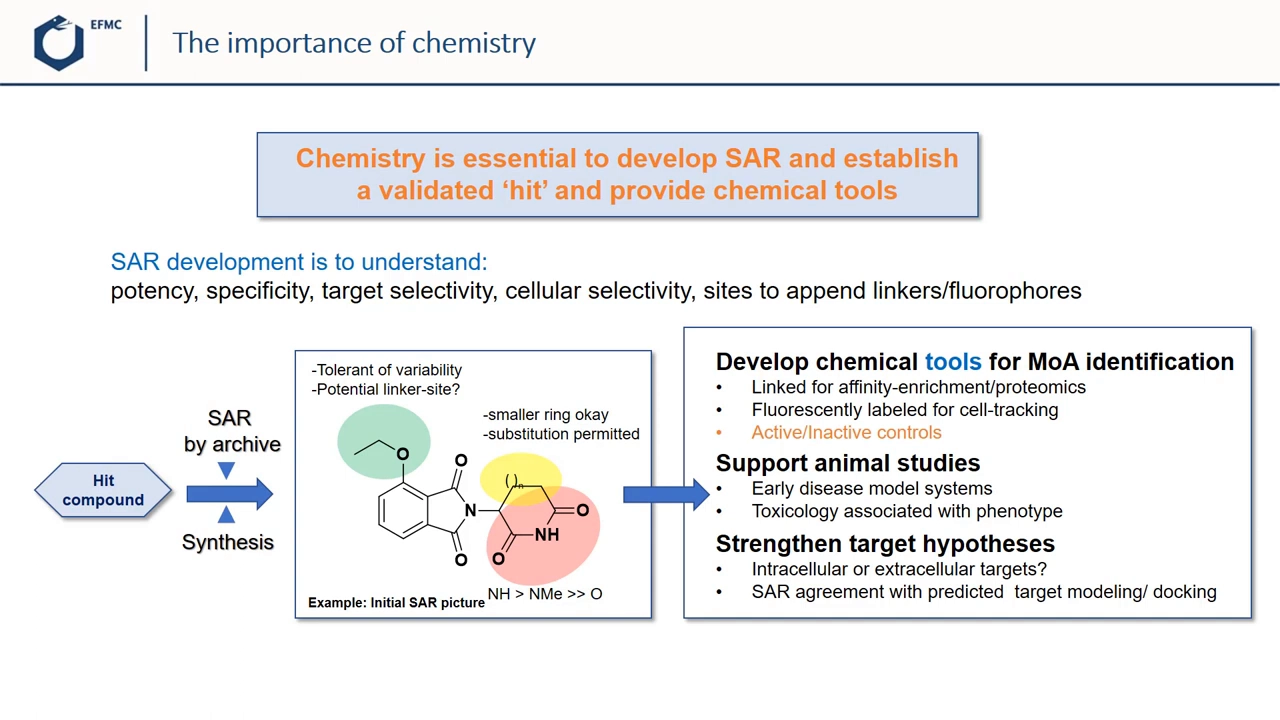 EFMC
The importance of chemistry
Chemistry is essential to develop SAR and establish
a validated ‘hit’ and provide chemical tools
SAR development is to understand:
potency, specificity, target selectivity, cellular selectivity, sites to append linkers/fluorophores
Hit
compound
SAR
by archive
Synthesis
-Tolerant of variability
-Potential linker-site?
-smaller ring okay
-substitution permitted
O
O
( )n
N
O
NH
O
O
NH > NMe >> O
Example: Initial SAR picture
Develop chemical tools for MoA identification
• Linked for affinity-enrichment/proteomics
• Fluorescently labeled for cell-tracking
• Active/Inactive controls
Support animal studies
• Early disease model systems
• Toxicology associated with phenotype
Strengthen target hypotheses
• Intracellular or extracellular targets?
• SAR agreement with predicted target modeling/ docking